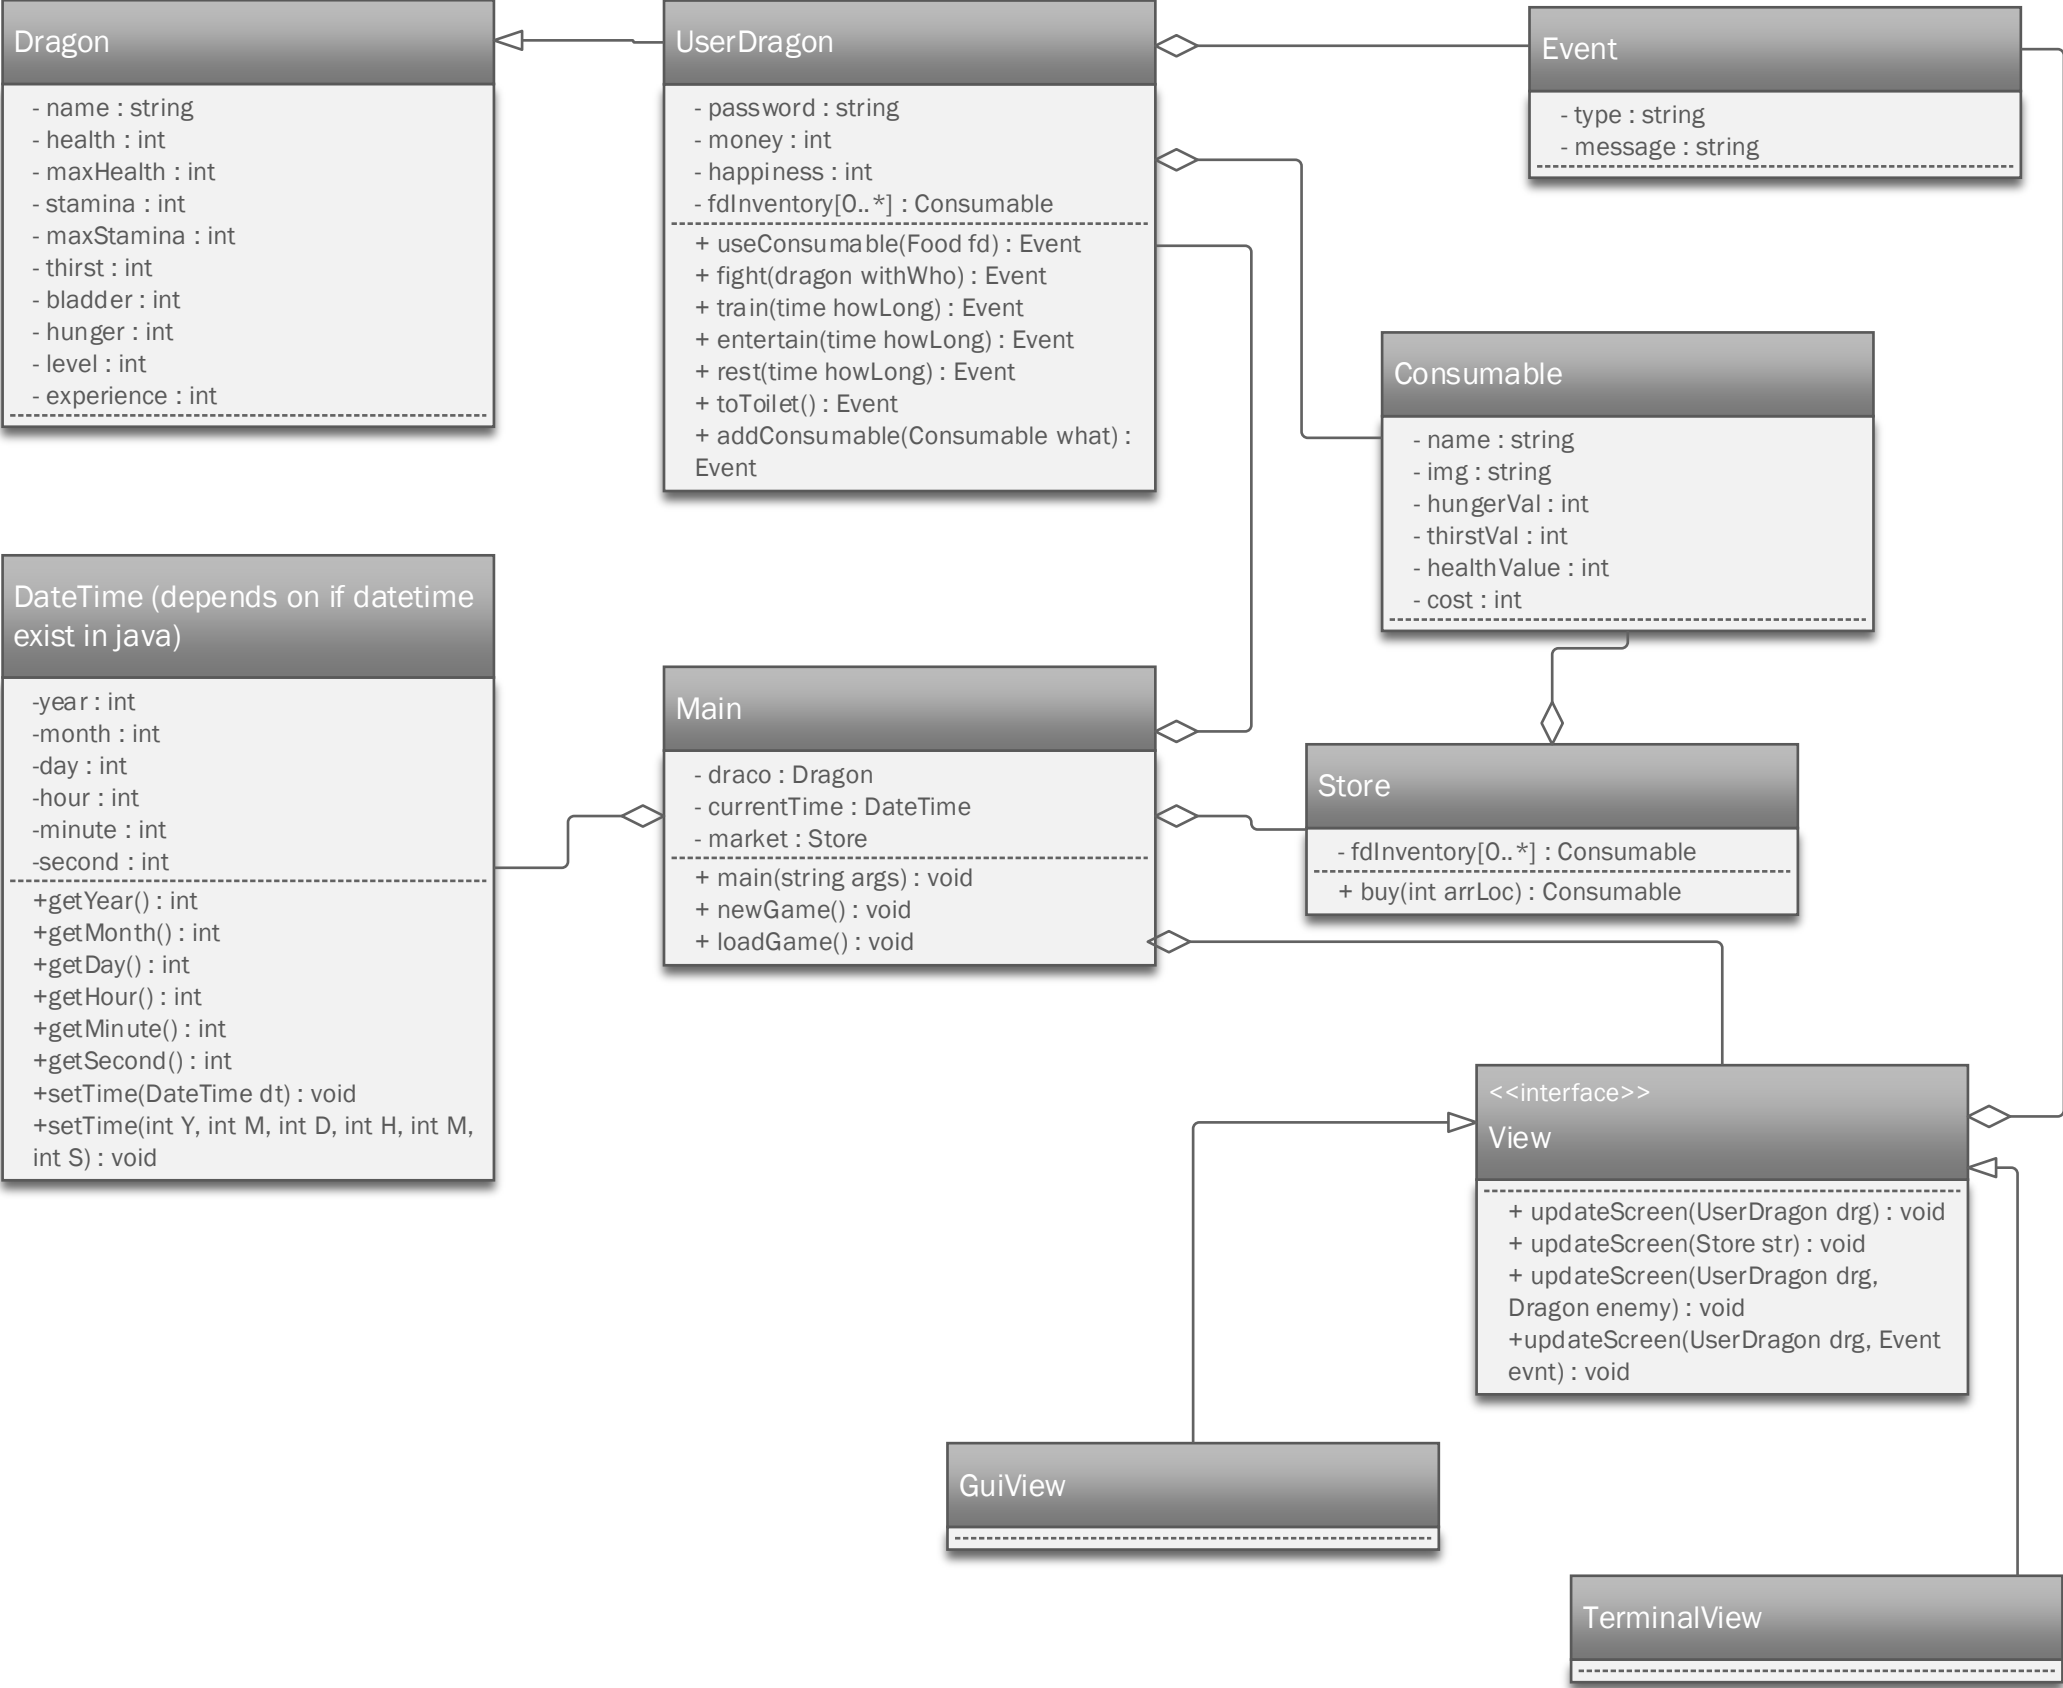 Dragon
- name : string
- health : int
- maxHealth : int
- stamina : int
- maxStamina : int
- thirst : int
- bladder : int
- hunger : int
- level : int
- experience : int
UserDragon
- password : string
- money : int
- happiness : int
- fdInventory[0..*] : Consumable
+ useConsumable(Food fd) : Event
+ fight(dragon withWho) : Event
+ train(time howLong) : Event
+ entertain(time howLong) : Event
+ rest(time howLong) : Event
+ toToilet() : Event
+ addConsumable(Consumable what) :
Event
Event
- type : string
- message : string
Consumable
- name : string
- img : string
- hungerVal : int
- thirstVal : int
- healthValue : int
- cost : int
DateTime (depends on if datetime
exist in java)
-year : int
-month : int
-day : int
-hour : int
-minute : int
-second : int
+getYear() : int
+getMonth() : int
+getDay() : int
+getHour() : int
+getMinute() : int
+getSecond() : int
+setTime(DateTime dt) : void
+setTime(int Y, int M, int D, int H, int M,
int S) : void
Main
- draco : Dragon
- currentTime : DateTime
- market : Store
+ main(string args) : void
+ newGame() : void
+ loadGame() : void
Store
- fdInventory[0..*] : Consumable
+ buy(int arrLoc) : Consumable
<<interface>>
View
+ updateScreen(UserDragon drg) : void
+ updateScreen(Store str) : void
+ updateScreen(UserDragon drg,
Dragon enemy) : void
+updateScreen(UserDragon drg, Event
evnt) : void
GuiView
TerminalView